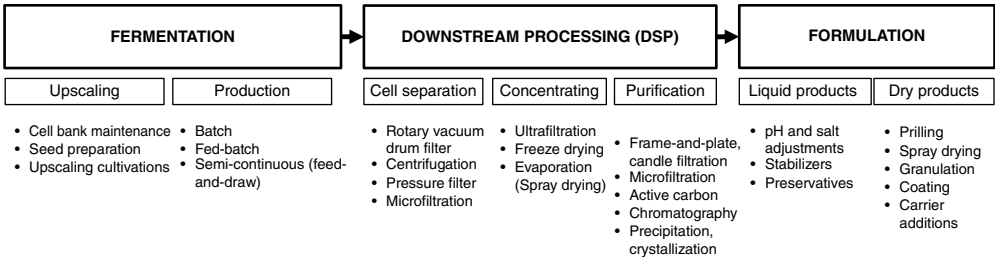 FERMENTATION
DOWNSTREAM PROCESSING (DSP)
FORMULATION
Upscaling
Production
Cell separation
Concentrating
Purification
Liquid products
Dry products
• Cell bank maintenance
• Seed preparation
• Upscaling cultivations
• Batch
• Fed-batch
• Semi-continuous (feed-
and-draw)
• Rotary vacuum
drum filter
• Centrifugation
• Pressure filter
• Microfiltration
• Ultrafiltration
• Freeze drying
• Evaporation
(Spray drying)
• Frame-and-plate,
candle filtration
• Microfiltration
• Active carbon
• Chromatography
• Precipitation,
crystallization
• pH and salt
adjustments
• Stabilizers
• Preservatives
• Prilling
• Spray drying
• Granulation
• Coating
• Carrier
additions